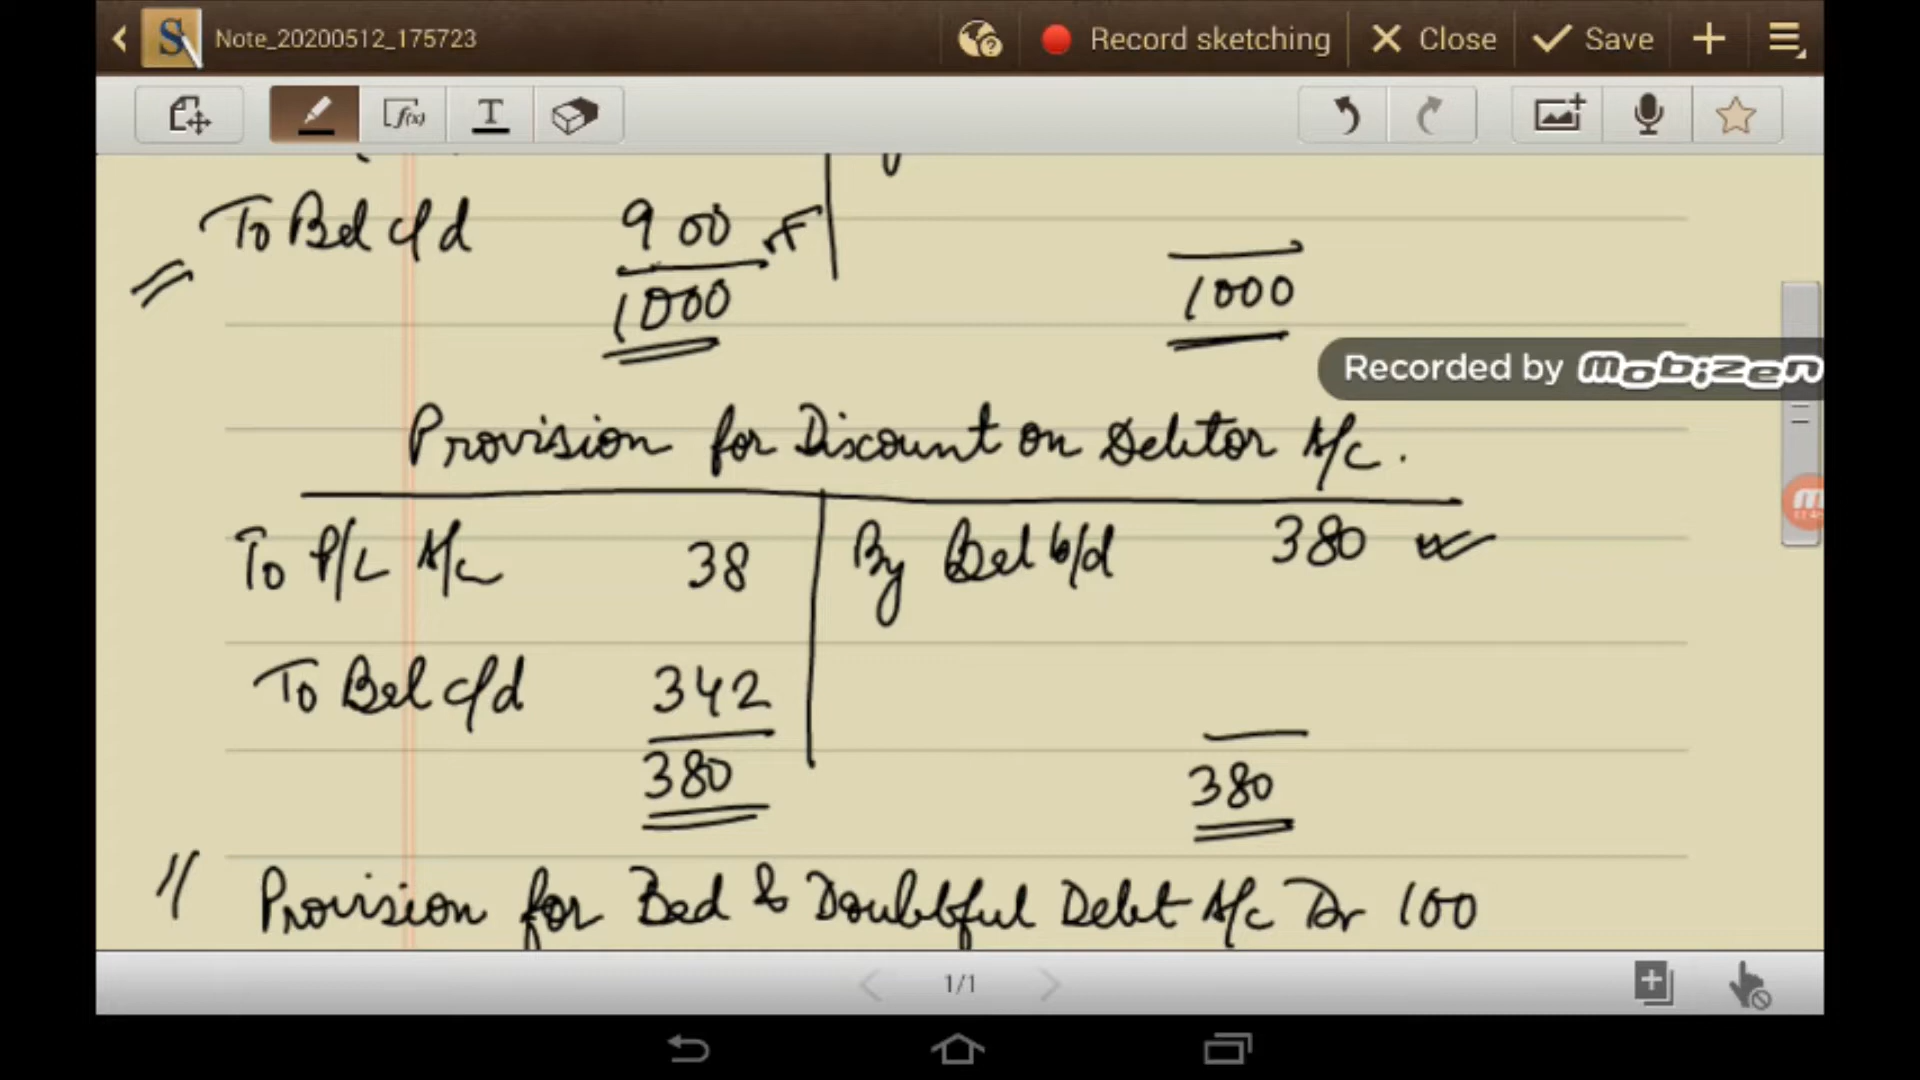 Note_20200512_175723 Record sketching Close Save
To Bal c/d 900
1000 1000
Recorded by mobizen
Provision for Discount on Debtor A/c.
To P/L A/c 38 By Bal b/d 380
To Bal c/d 342
380 380
Provision for Bad & Doubtful Debt A/c Dr 100
1/1